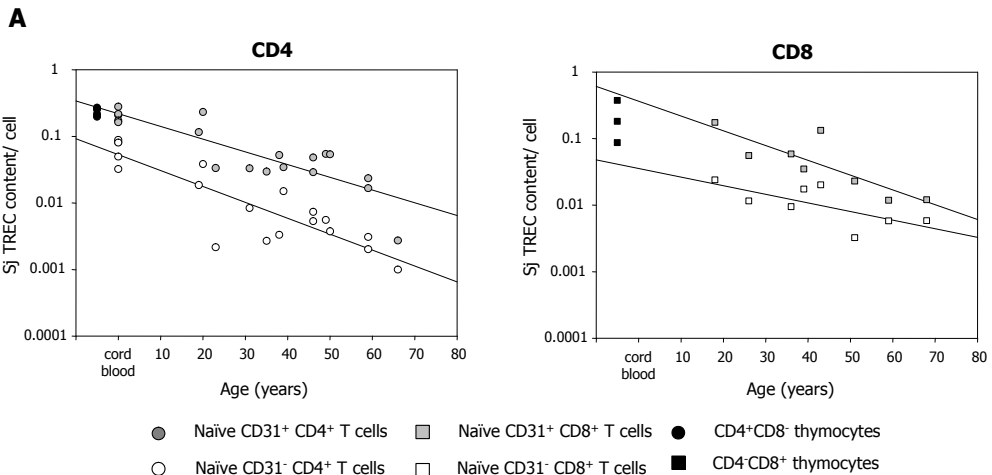 A
CD4
CD8
Sj TREC content/ cell
1
0.1
0.01
0.001
0.0001
cord
blood
10 20 30 40 50 60 70 80
Age (years)
Sj TREC content/ cell
1
0.1
0.01
0.001
0.0001
cord
blood
10 20 30 40 50 60 70 80
Age (years)
Naïve CD31⁺ CD4⁺ T cells Naïve CD31⁺ CD8⁺ T cells CD4⁺CD8⁻ thymocytes
Naïve CD31⁻ CD4⁺ T cells Naïve CD31⁻ CD8⁺ T cells CD4⁻CD8⁺ thymocytes